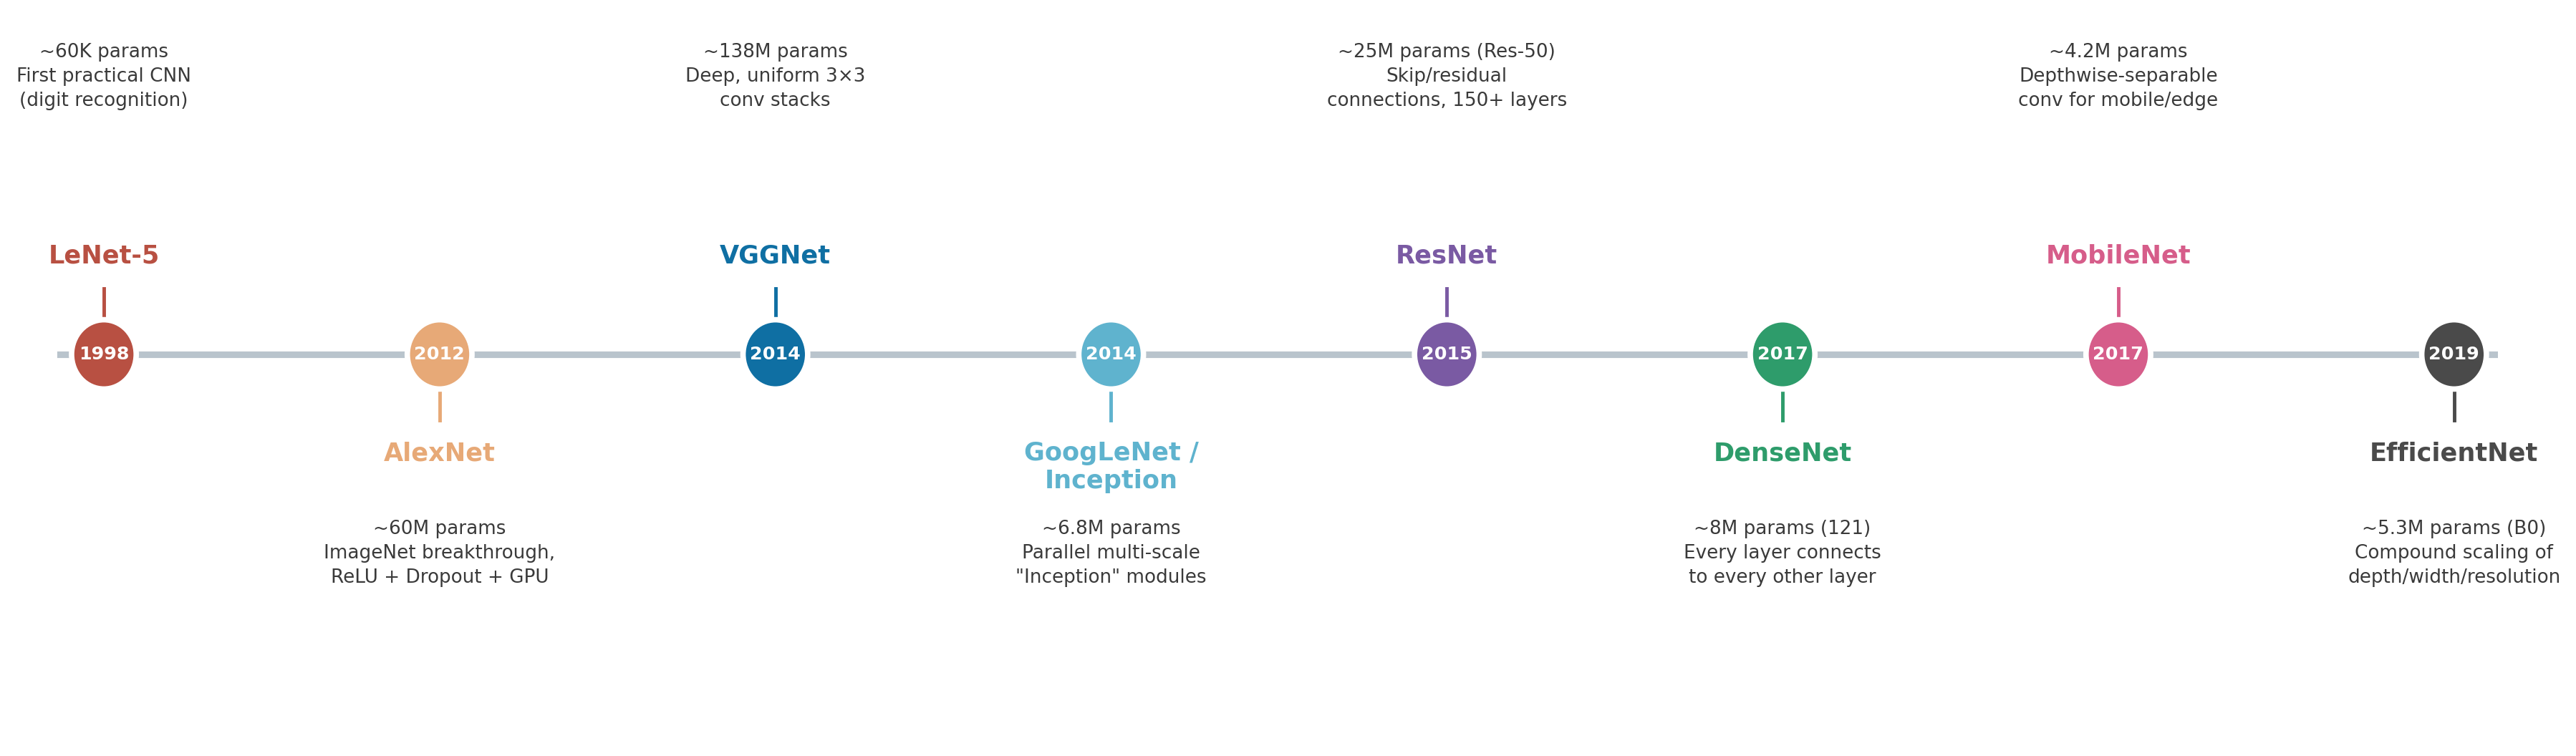 ~60K params
First practical CNN
(digit recognition)
LeNet-5
1998
2012
AlexNet
~60M params
ImageNet breakthrough,
ReLU + Dropout + GPU
~138M params
Deep, uniform 3×3
conv stacks
VGGNet
2014
2014
GoogLeNet /
Inception
~6.8M params
Parallel multi-scale
"Inception" modules
~25M params (Res-50)
Skip/residual
connections, 150+ layers
ResNet
2015
2017
DenseNet
~8M params (121)
Every layer connects
to every other layer
~4.2M params
Depthwise-separable
conv for mobile/edge
MobileNet
2017
2019
EfficientNet
~5.3M params (B0)
Compound scaling of
depth/width/resolution